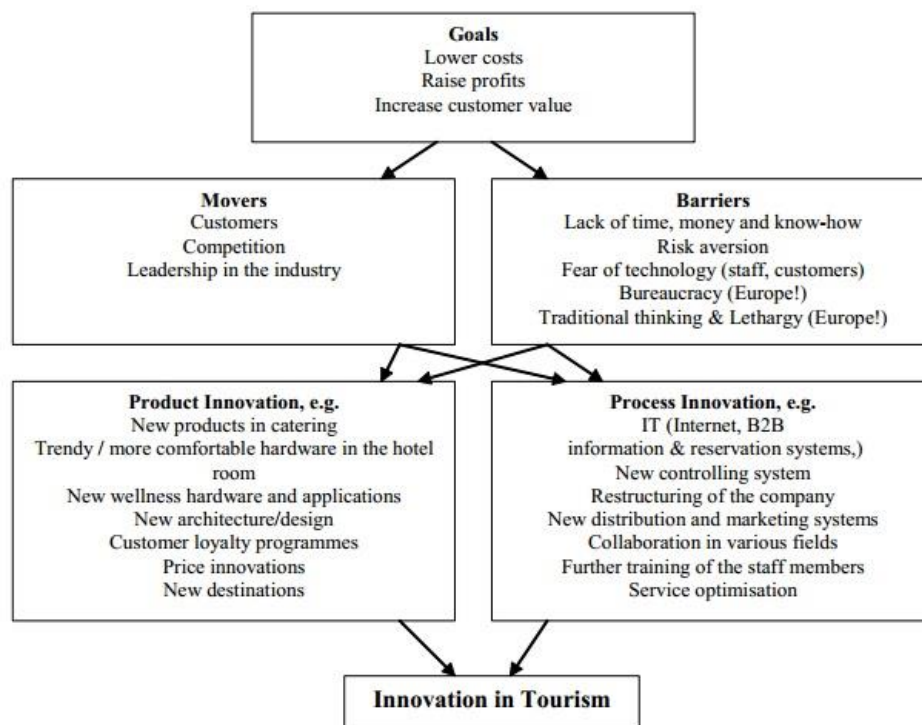 Goals
Lower costs
Raise profits
Increase customer value
Movers
Customers
Competition
Leadership in the industry
Barriers
Lack of time, money and know-how
Risk aversion
Fear of technology (staff, customers)
Bureaucracy (Europe!)
Traditional thinking & Lethargy (Europe!)
Product Innovation, e.g.
New products in catering
Trendy / more comfortable hardware in the hotel
room
New wellness hardware and applications
New architecture/design
Customer loyalty programmes
Price innovations
New destinations
Process Innovation, e.g.
IT (Internet, B2B
information & reservation systems,)
New controlling system
Restructuring of the company
New distribution and marketing systems
Collaboration in various fields
Further training of the staff members
Service optimisation
Innovation in Tourism